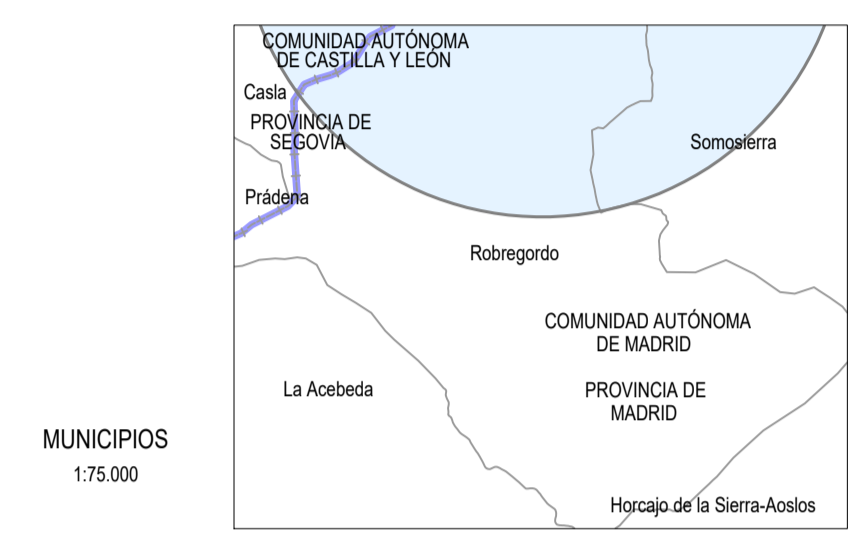 COMUNIDAD AUTÓNOMA
DE CASTILLA Y LEÓN
Casla
PROVINCIA DE
SEGOVIA
Somosierra
Prádena
Robregordo
COMUNIDAD AUTÓNOMA
DE MADRID
La Acebeda
PROVINCIA DE
MADRID
MUNICIPIOS
1:75.000
Horcajo de la Sierra-Aoslos